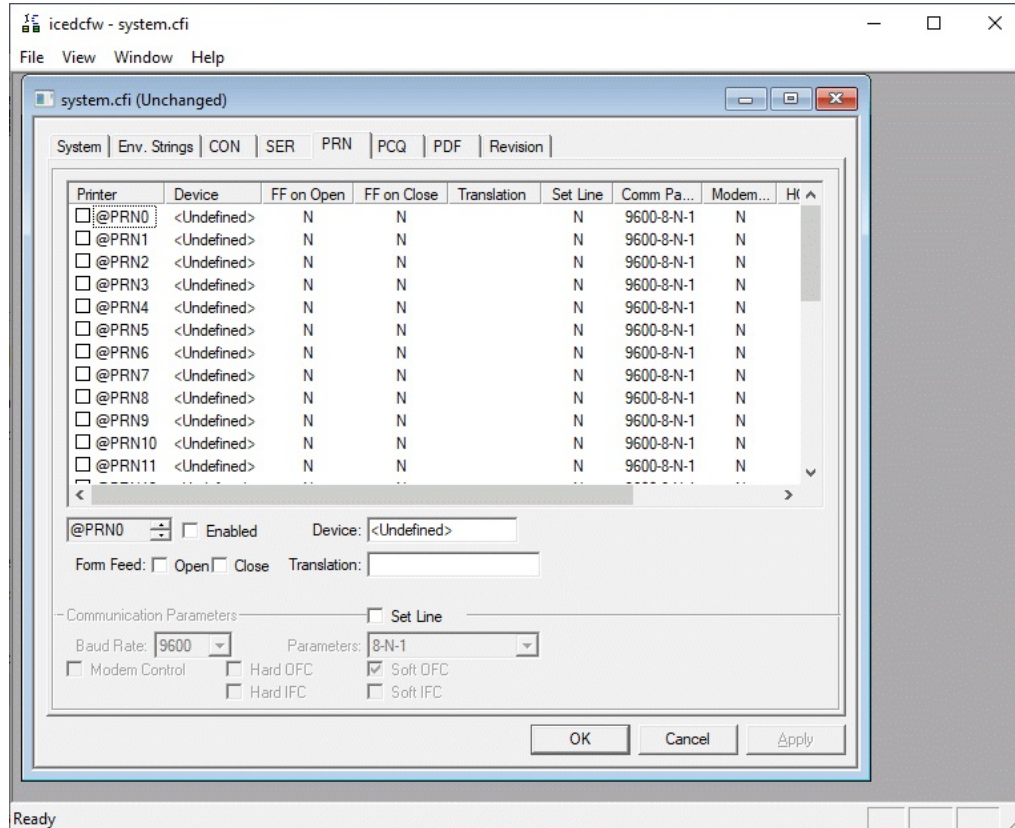 icedcfw - system.cfi
File View Window Help
system.cfi (Unchanged)
System Env. Strings CON SER PRN PCQ PDF Revision
Printer Device FF on Open FF on Close Translation Set Line Comm Pa... Modem...
@PRN0 <Undefined> N N N 9600-8-N-1 N
@PRN1 <Undefined> N N N 9600-8-N-1 N
@PRN2 <Undefined> N N N 9600-8-N-1 N
@PRN3 <Undefined> N N N 9600-8-N-1 N
@PRN4 <Undefined> N N N 9600-8-N-1 N
@PRN5 <Undefined> N N N 9600-8-N-1 N
@PRN6 <Undefined> N N N 9600-8-N-1 N
@PRN7 <Undefined> N N N 9600-8-N-1 N
@PRN8 <Undefined> N N N 9600-8-N-1 N
@PRN9 <Undefined> N N N 9600-8-N-1 N
@PRN10 <Undefined> N N N 9600-8-N-1 N
@PRN11 <Undefined> N N N 9600-8-N-1 N
@PRN0 Enabled Device: <Undefined>
Form Feed: Open Close Translation:
Communication Parameters Set Line
Baud Rate: 9600 Parameters: 8-N-1
Modem Control Hard OFC Soft OFC
Hard IFC Soft IFC
OK Cancel Apply
Ready